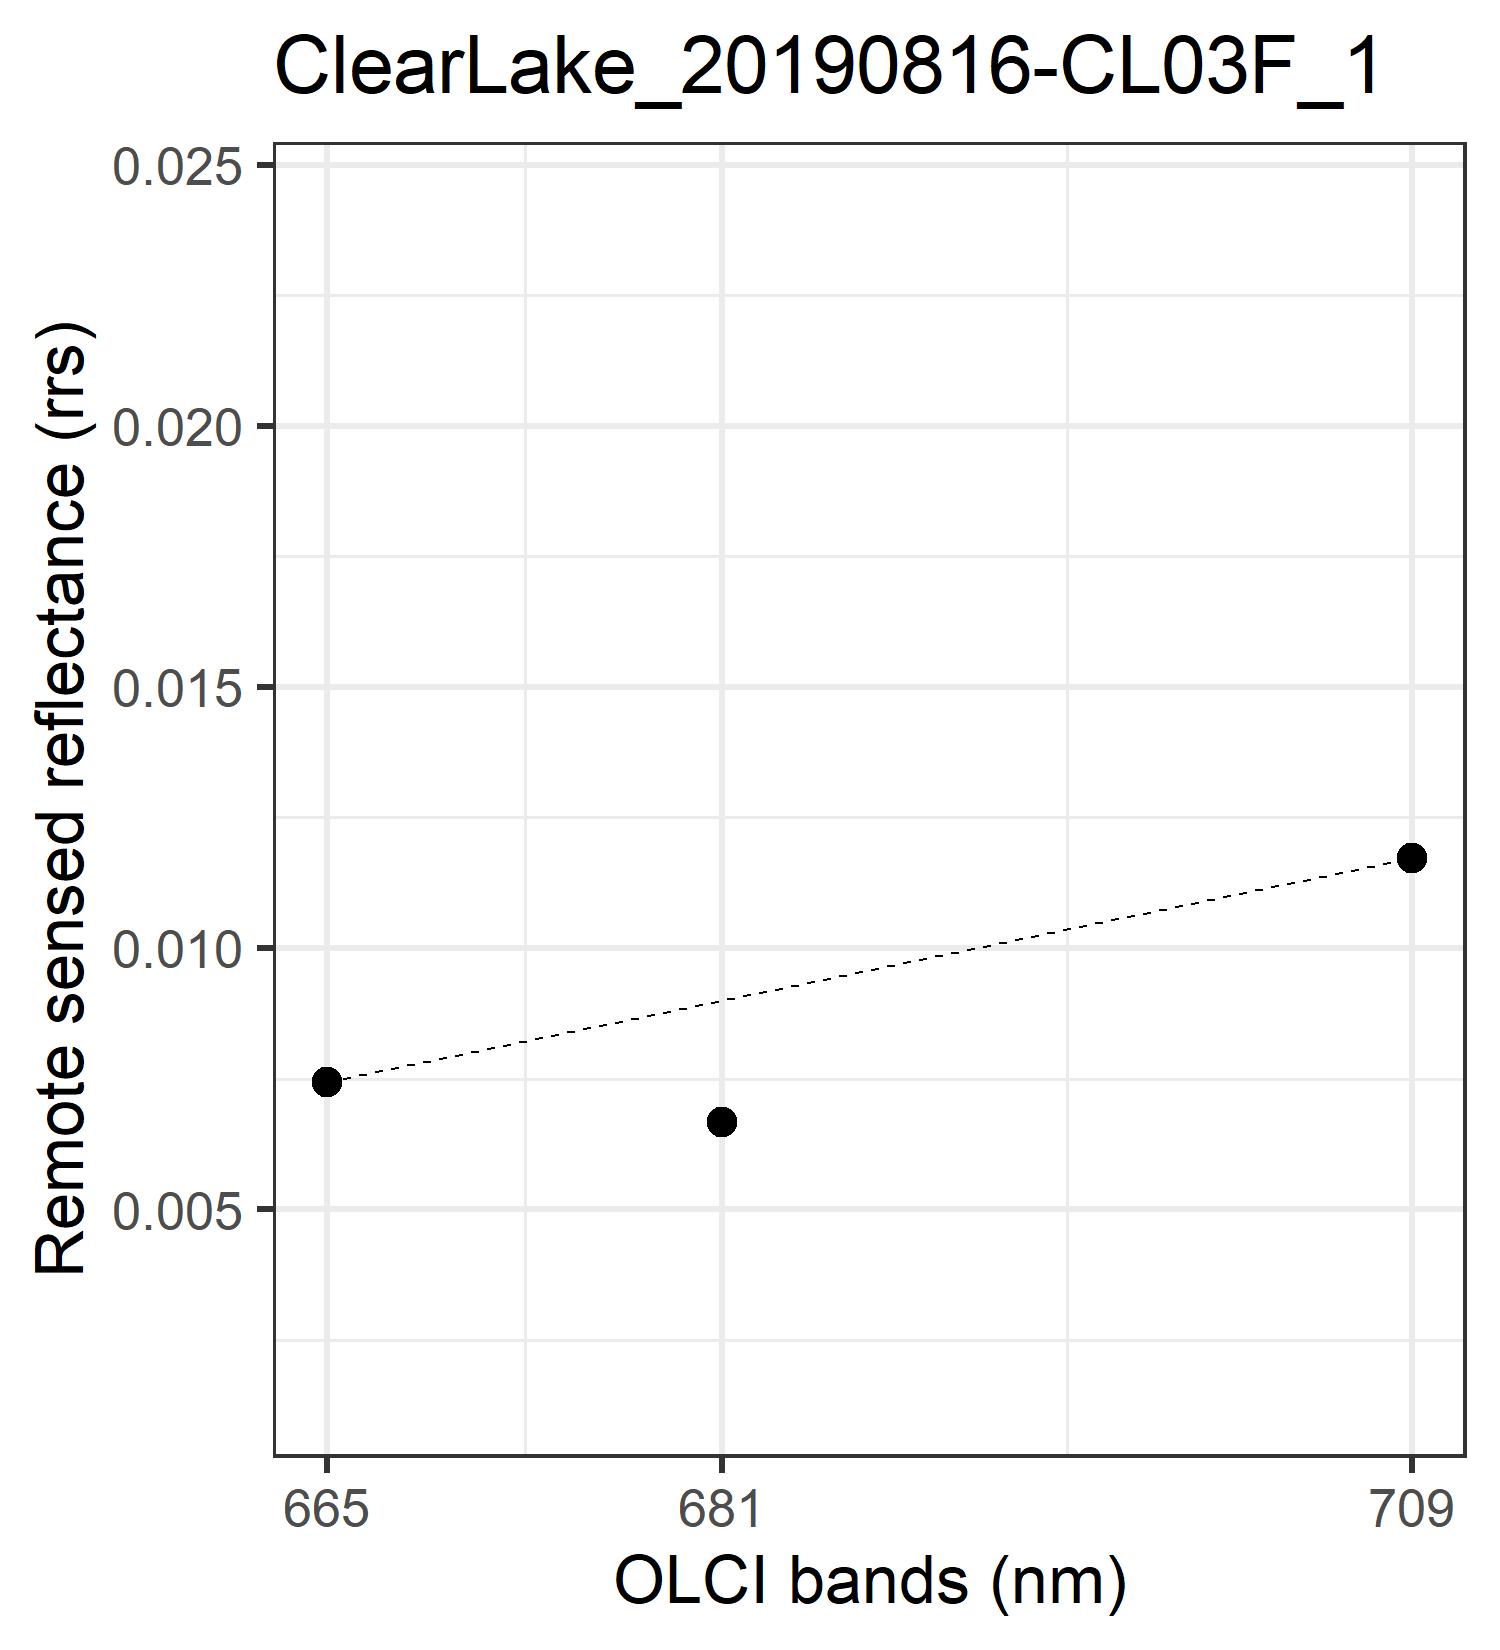 ClearLake_20190816-CL03F_1
Remote sensed reflectance (rrs)
0.025
0.020
0.015
0.010
0.005
665 681 709
OLCI bands (nm)